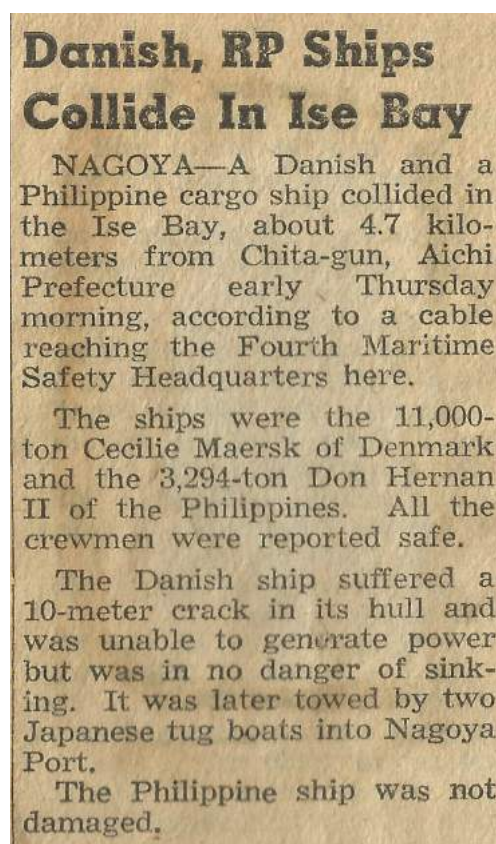 Danish, RP Ships
Collide In Ise Bay
NAGOYA—A Danish and a
Philippine cargo ship collided in
the Ise Bay, about 4.7 kilo-
meters from Chita-gun, Aichi
Prefecture early Thursday
morning, according to a cable
reaching the Fourth Maritime
Safety Headquarters here.
The ships were the 11,000-
ton Cecilie Maersk of Denmark
and the 3,294-ton Don Hernan
II of the Philippines. All the
crewmen were reported safe.
The Danish ship suffered a
10-meter crack in its hull and
was unable to generate power
but was in no danger of sink-
ing. It was later towed by two
Japanese tug boats into Nagoya
Port.
The Philippine ship was not
damaged.